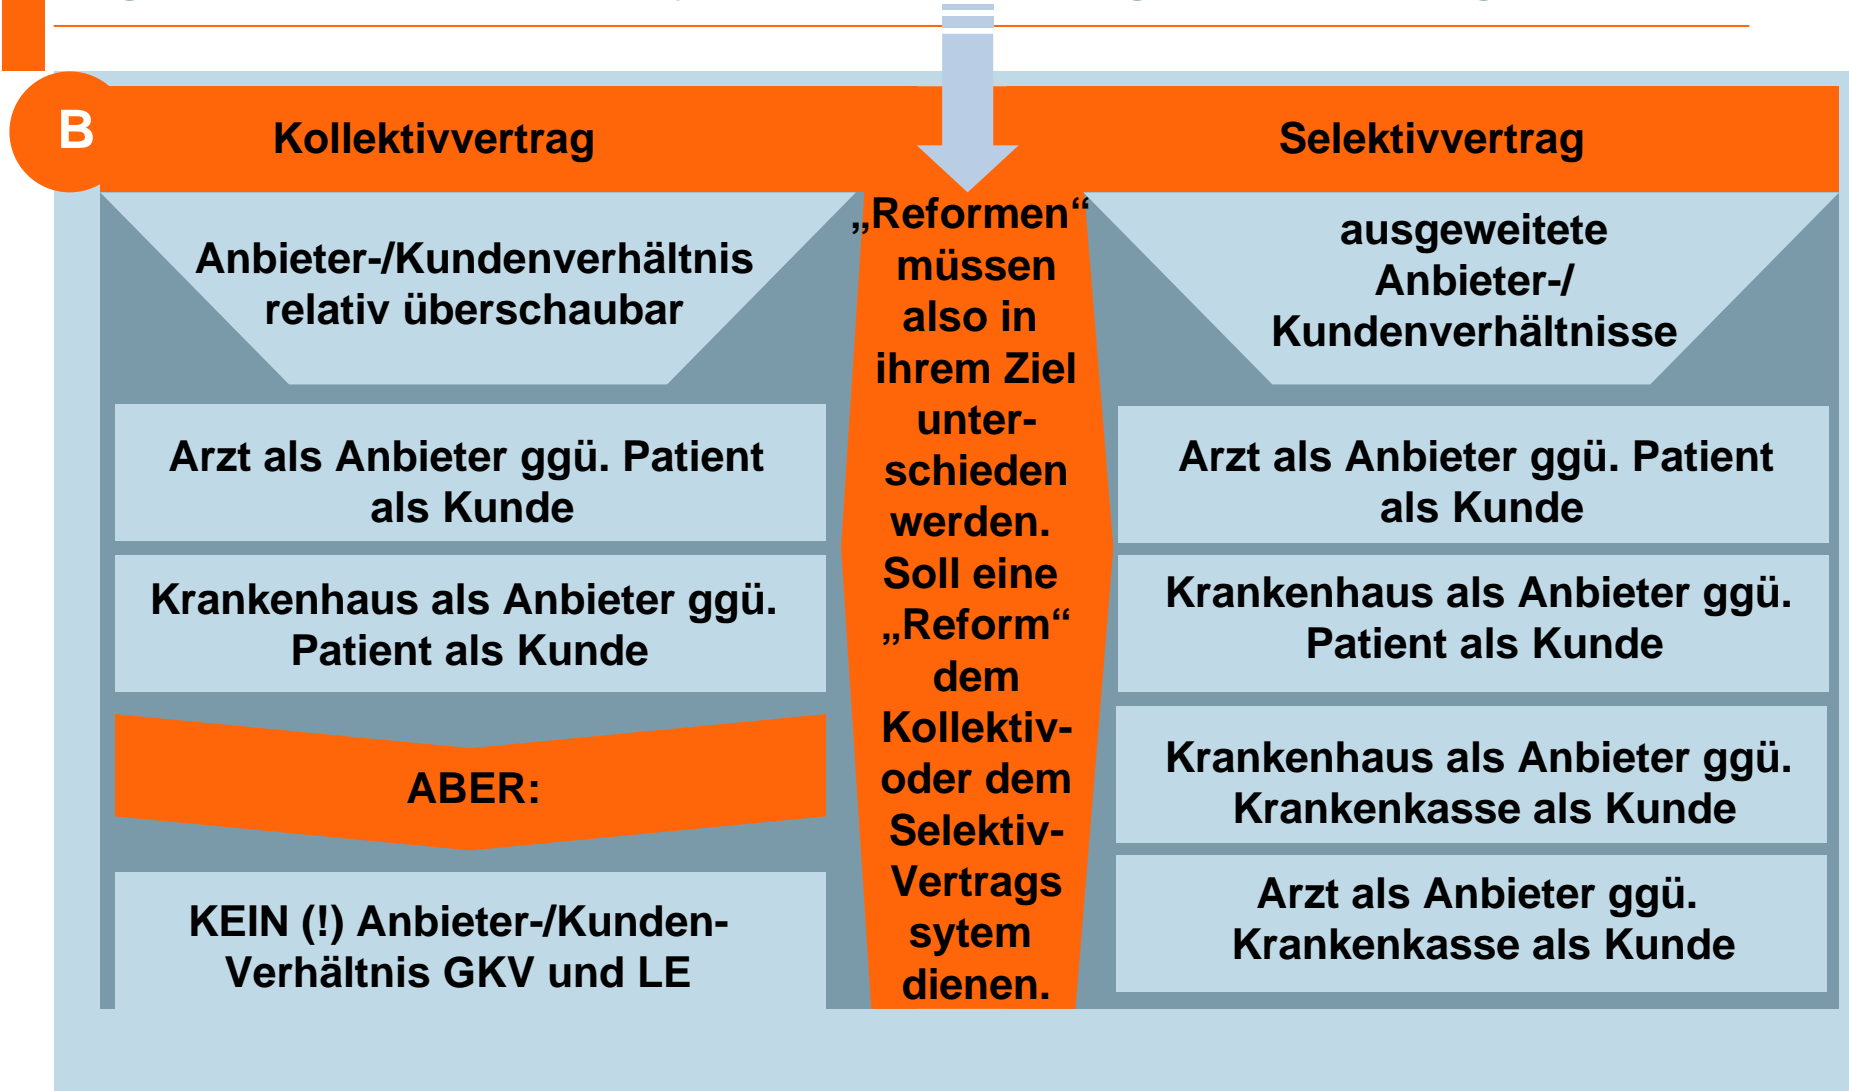 B
Kollektivvertrag
Selektivvertrag
Anbieter-/Kundenverhältnis
relativ überschaubar
Arzt als Anbieter ggü. Patient
als Kunde
Krankenhaus als Anbieter ggü.
Patient als Kunde
ABER:
KEIN (!) Anbieter-/Kunden-
Verhältnis GKV und LE
„Reformen“
müssen
also in
ihrem Ziel
unter-
schieden
werden.
Soll eine
„Reform“
dem
Kollektiv-
oder dem
Selektiv-
Vertrags
sytem
dienen.
ausgeweitete
Anbieter-/
Kundenverhältnisse
Arzt als Anbieter ggü. Patient
als Kunde
Krankenhaus als Anbieter ggü.
Patient als Kunde
Krankenhaus als Anbieter ggü.
Krankenkasse als Kunde
Arzt als Anbieter ggü.
Krankenkasse als Kunde